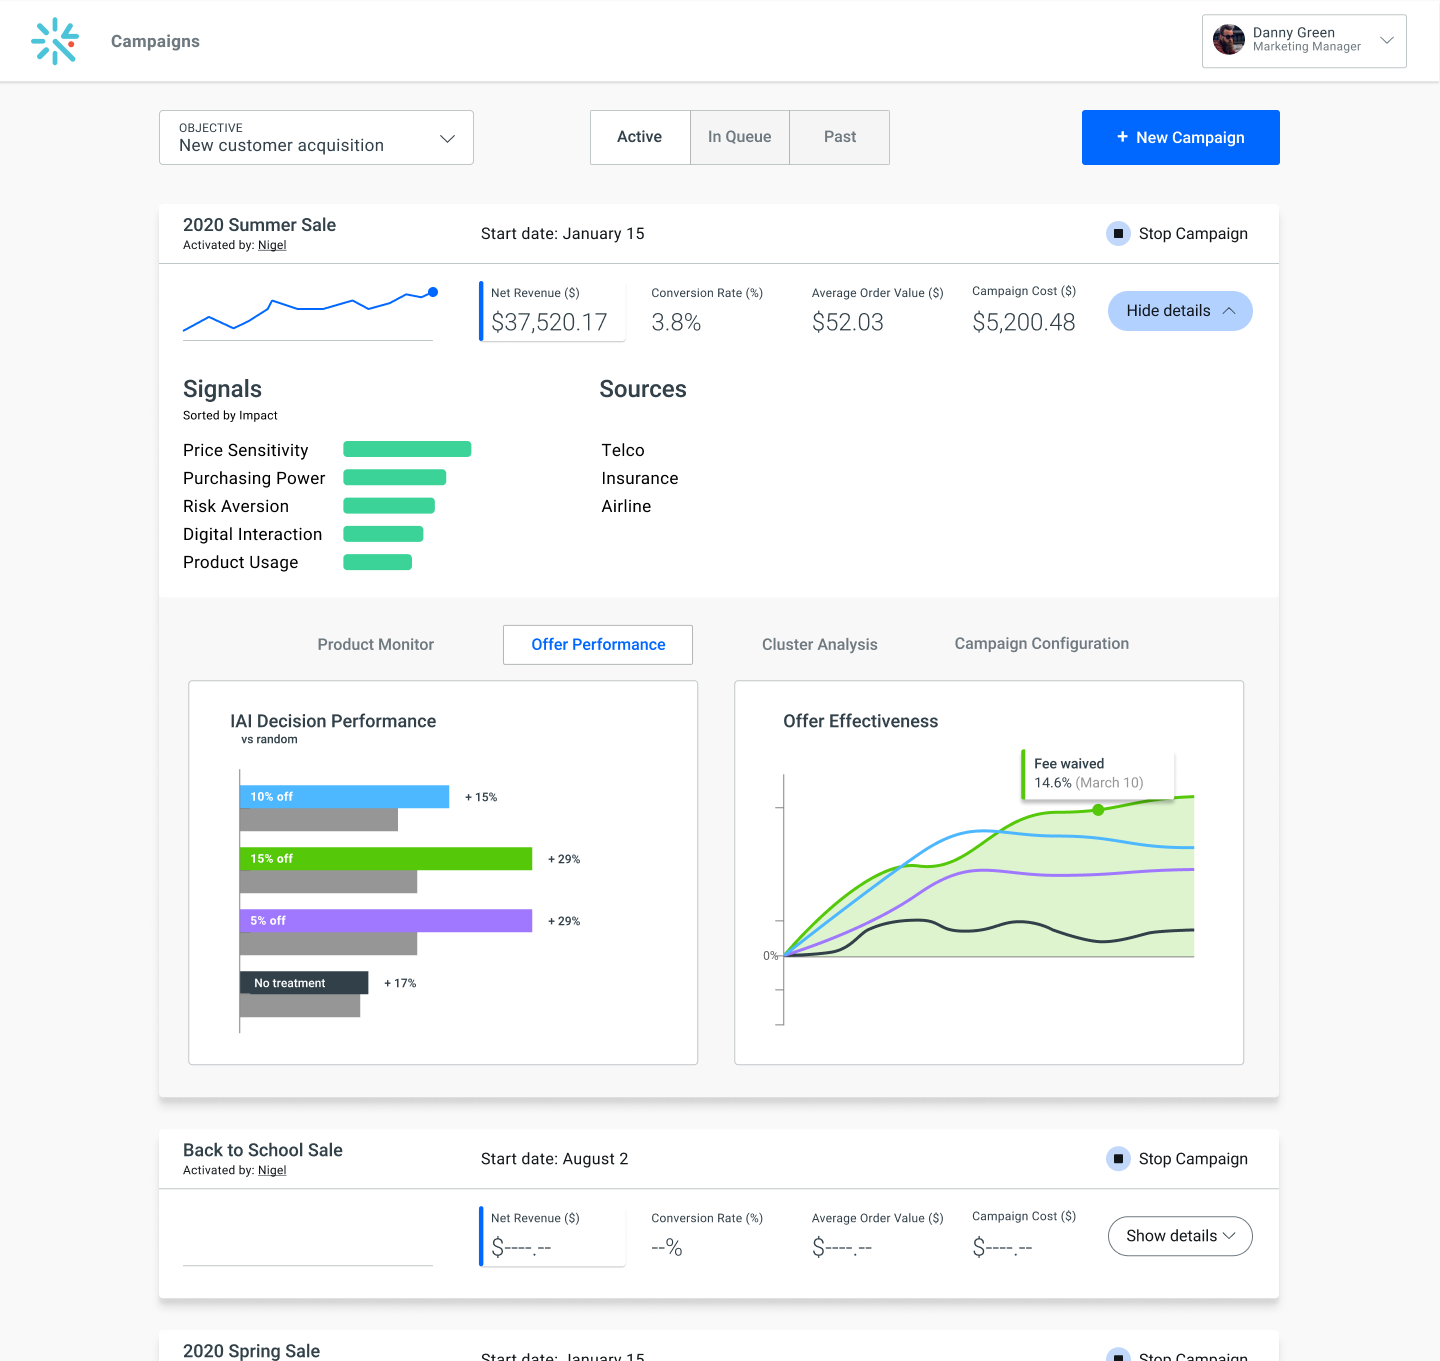 Campaigns
Danny Green
Marketing Manager
OBJECTIVE
New customer acquisition
Active
In Queue
Past
+ New Campaign
2020 Summer Sale
Activated by: Nigel
Start date: January 15
Stop Campaign
Net Revenue ($)
$37,520.17
Conversion Rate (%)
3.8%
Average Order Value ($)
$52.03
Campaign Cost ($)
$5,200.48
Hide details
Signals
Sorted by Impact
Price Sensitivity
Purchasing Power
Risk Aversion
Digital Interaction
Product Usage
Sources
Telco
Insurance
Airline
Product Monitor
Offer Performance
Cluster Analysis
Campaign Configuration
IAI Decision Performance
vs random
10% off
+ 15%
15% off
+ 29%
5% off
+ 29%
No treatment
+ 17%
Offer Effectiveness
Fee waived
14.6% (March 10)
0%
Back to School Sale
Activated by: Nigel
Start date: August 2
Stop Campaign
Net Revenue ($)
$----.--
Conversion Rate (%)
--%
Average Order Value ($)
$----.--
Campaign Cost ($)
$----.--
Show details
2020 Spring Sale
Start date: January 15
Stop Campaign